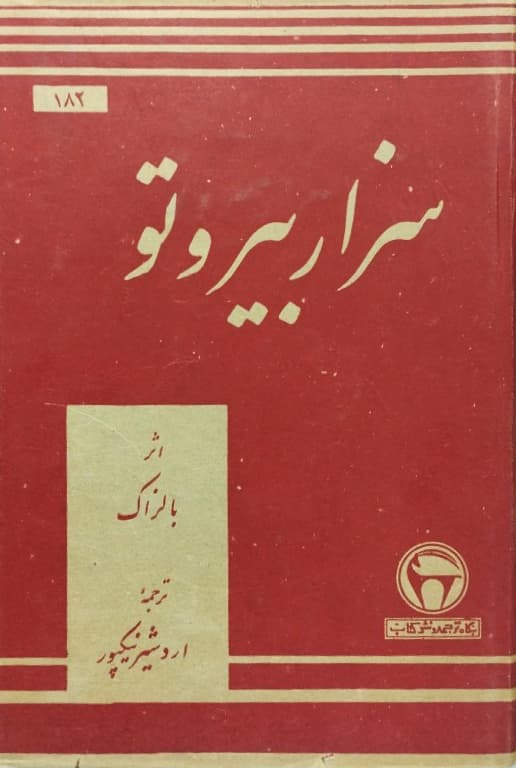 ۱۸۲
سزار بیروتو
اثر
بالزاک
ترجمهٔ
اردشیر نیکپور
بنگاه ترجمه و نشر کتاب